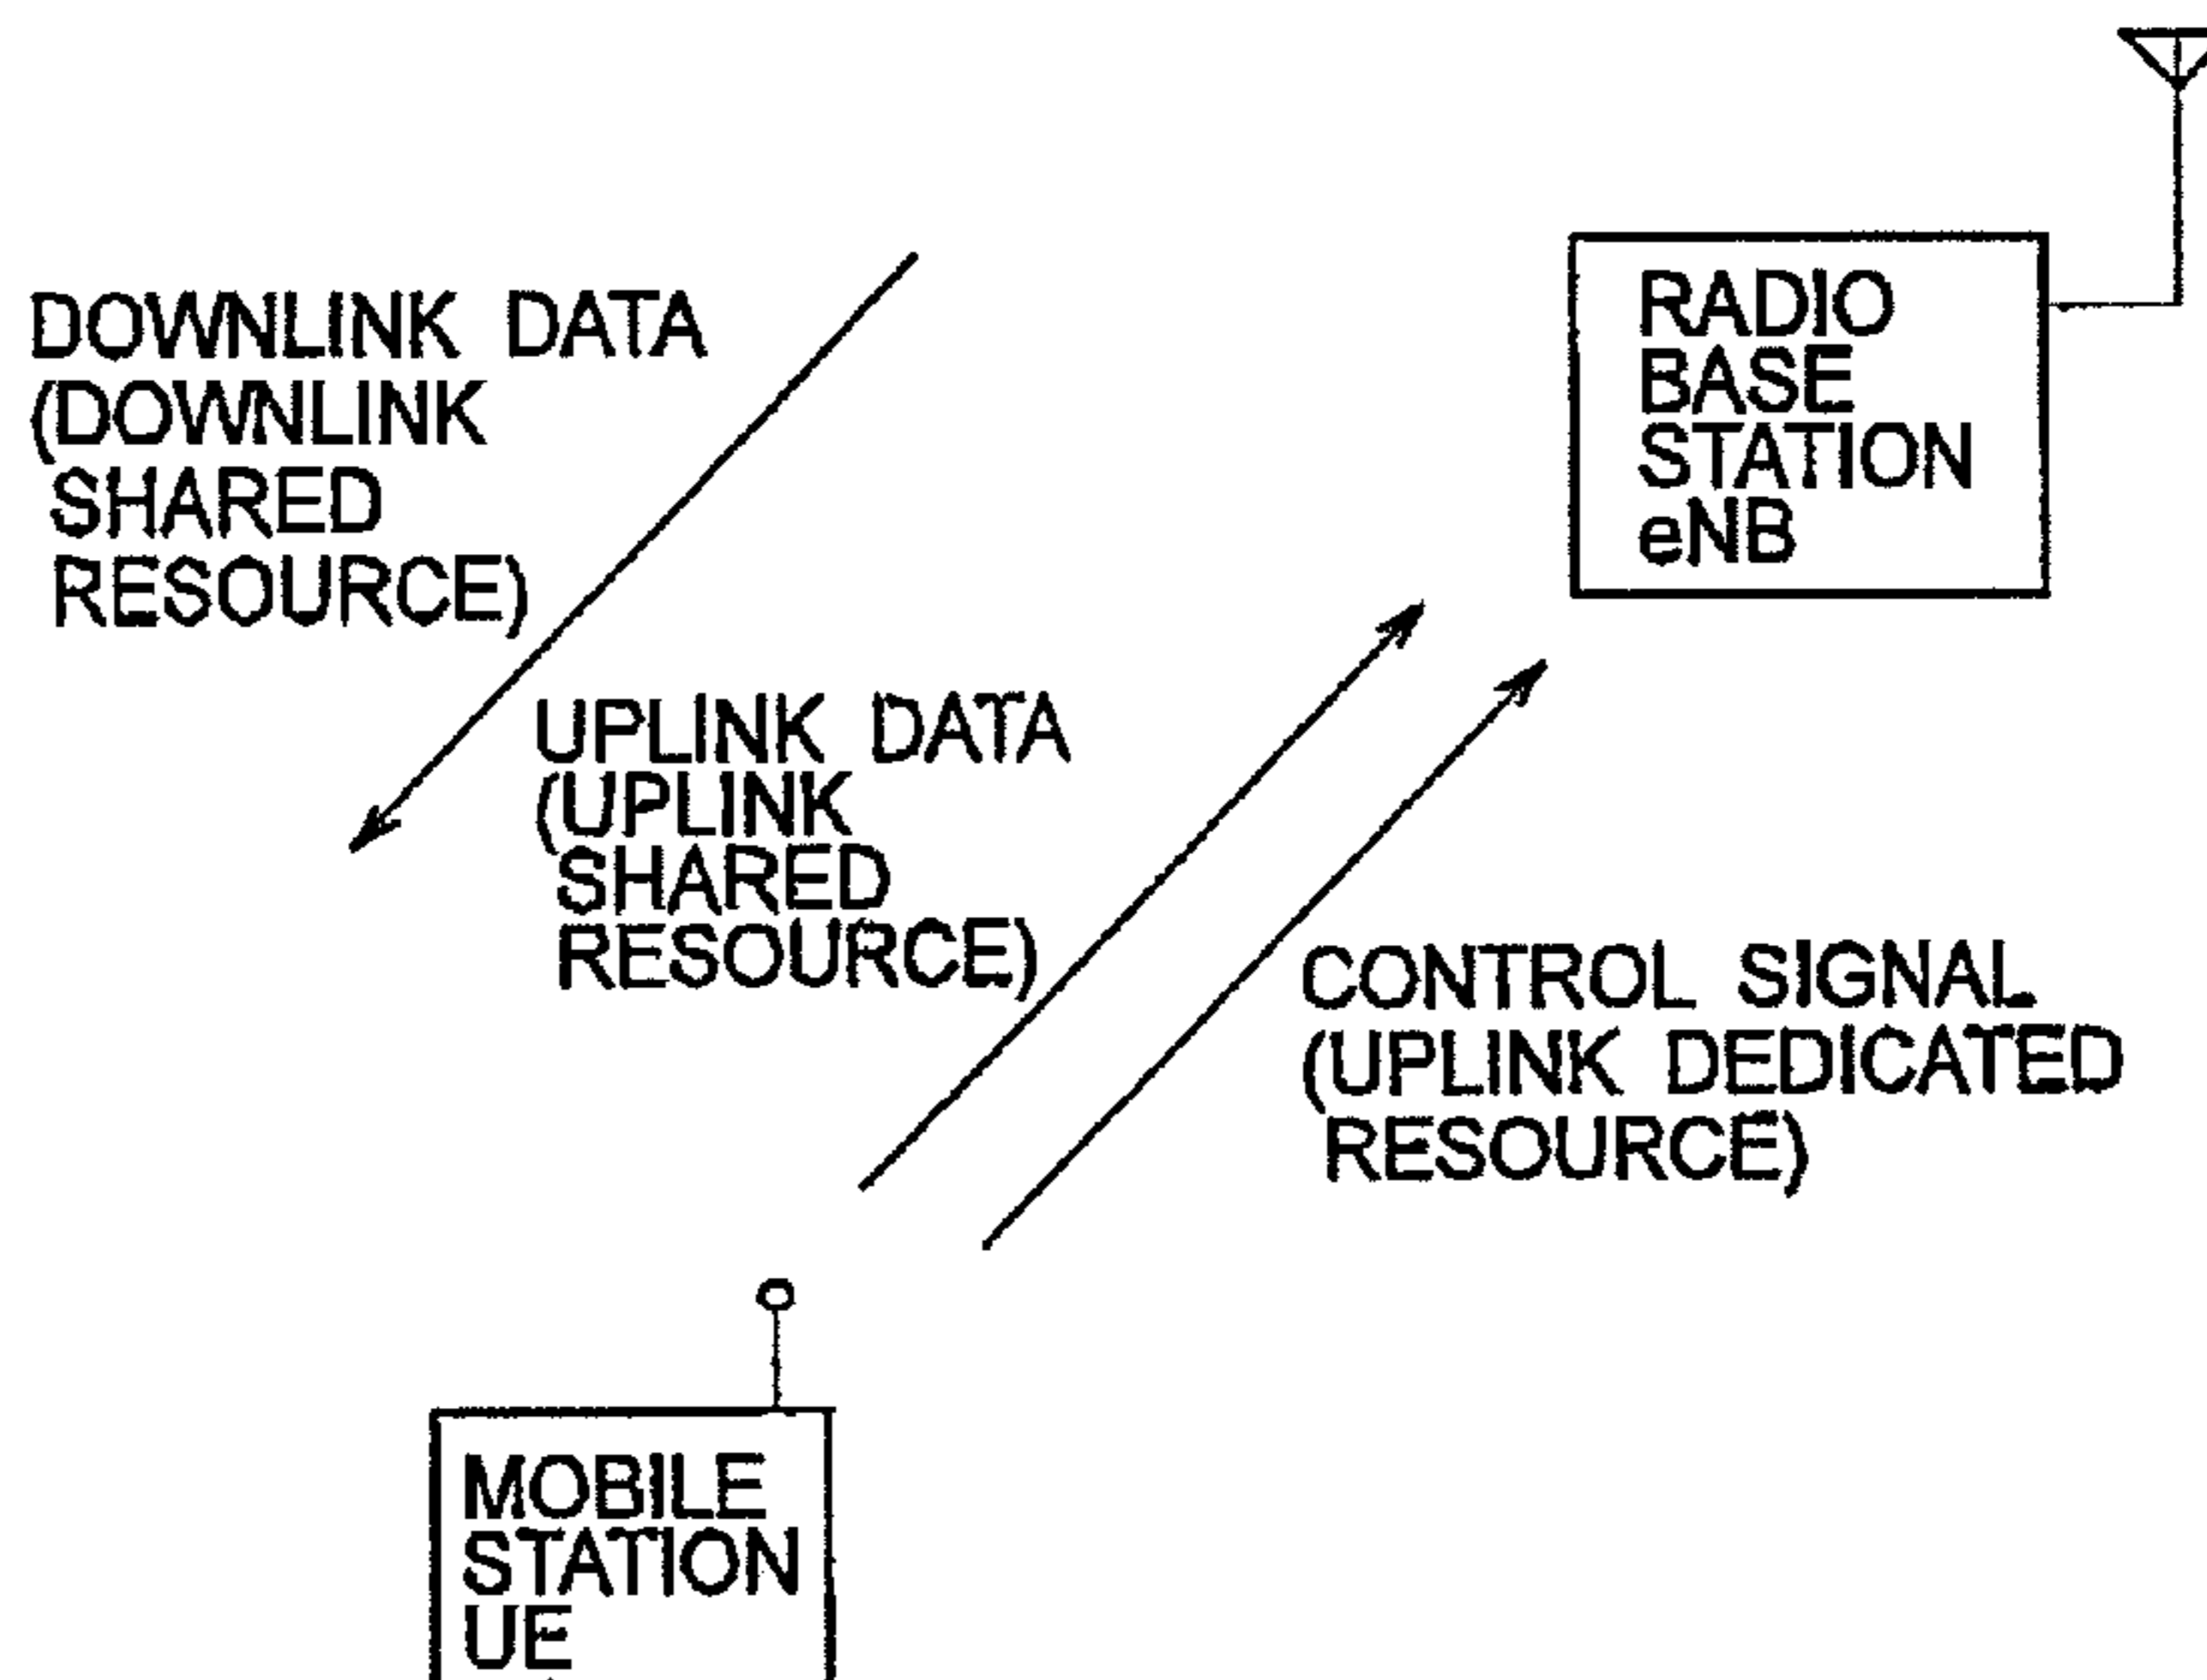 DOWNLINK DATA
(DOWNLINK
SHARED
RESOURCE)
RADIO
BASE
STATION
eNB
UPLINK DATA
(UPLINK
SHARED
RESOURCE)
CONTROL SIGNAL
(UPLINK DEDICATED
RESOURCE)
MOBILE
STATION
UE